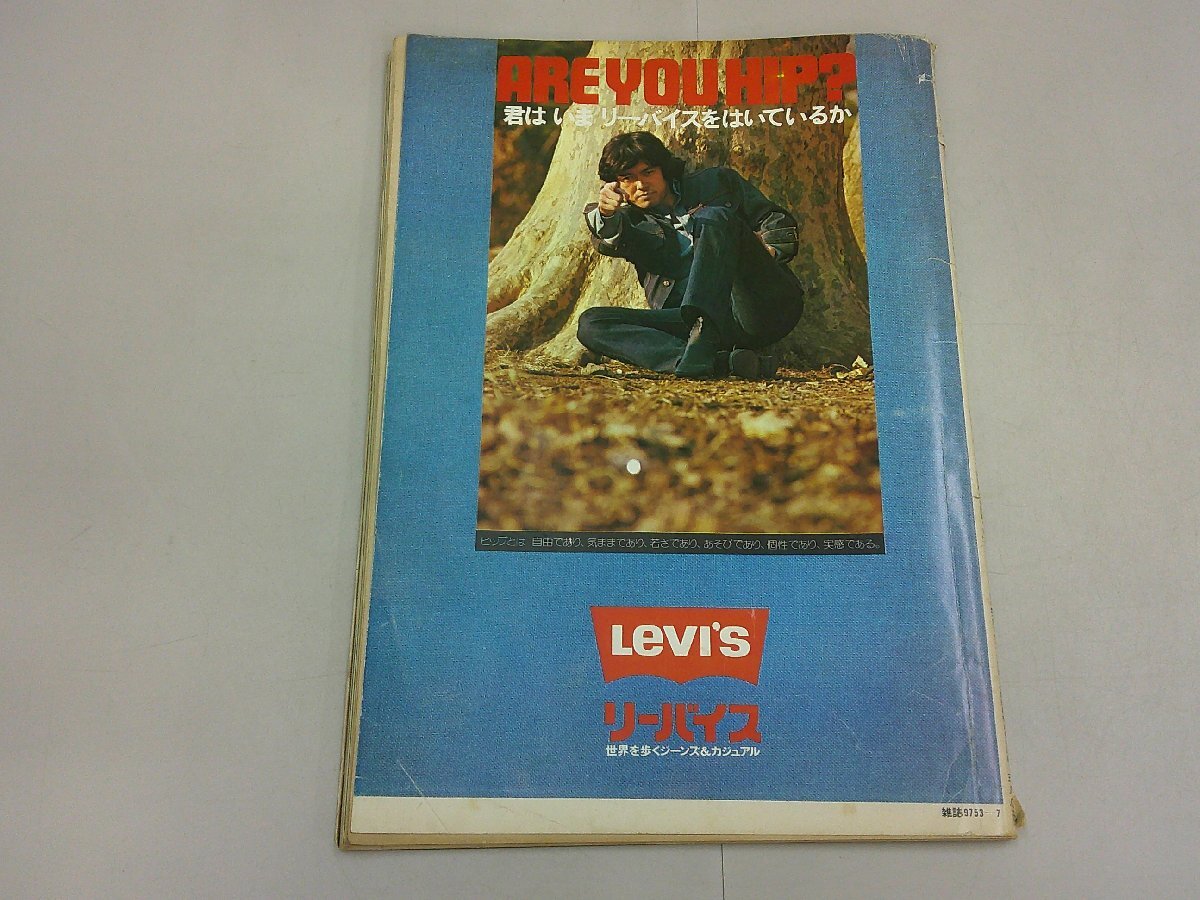 ARE YOU HIP?
君は いま リーバイスをはいているか
ヒップとは 自由であり、気ままであり、若さであり、あそびであり、個性であり、実感である。
LEVI'S
リーバイス
世界を歩くジーンズ&カジュアル
雑誌9753-7